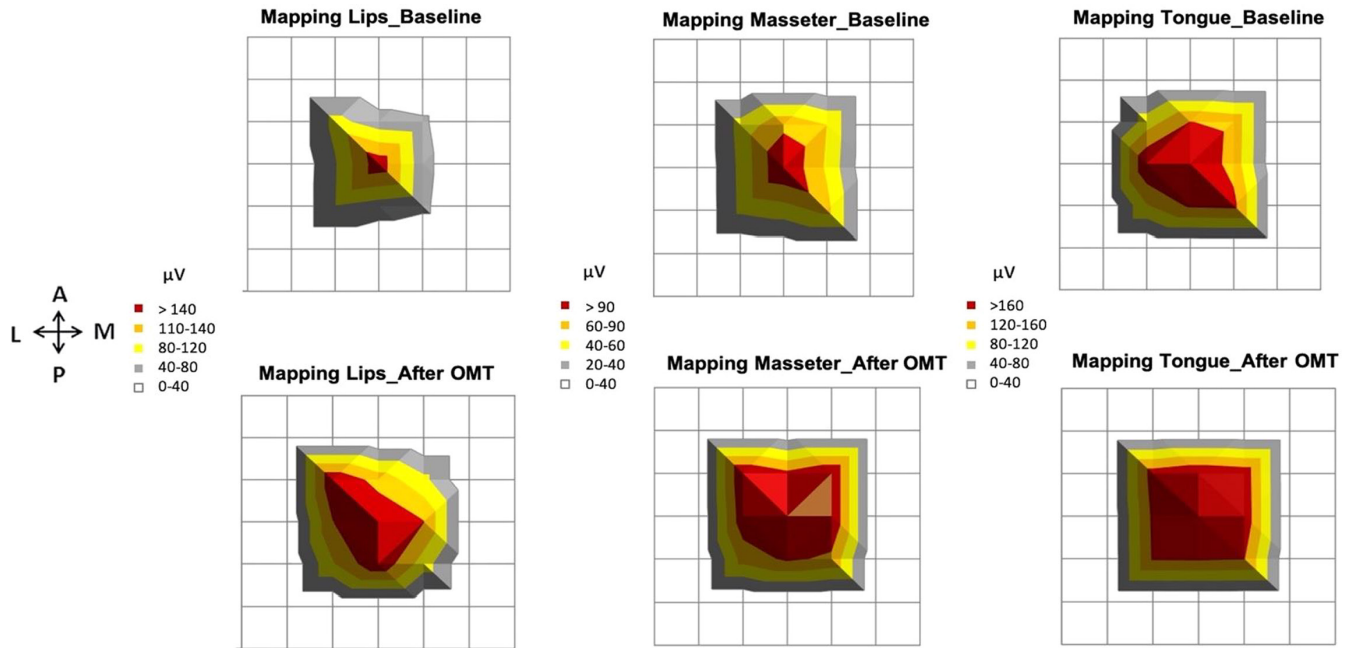 Mapping Lips_Baseline
Mapping Masseter_Baseline
Mapping Tongue_Baseline
A
L M
P
µV
> 140
110-140
80-120
40-80
0-40
µV
> 90
60-90
40-60
20-40
0-40
µV
>160
120-160
80-120
40-80
0-40
Mapping Lips_After OMT
Mapping Masseter_After OMT
Mapping Tongue_After OMT